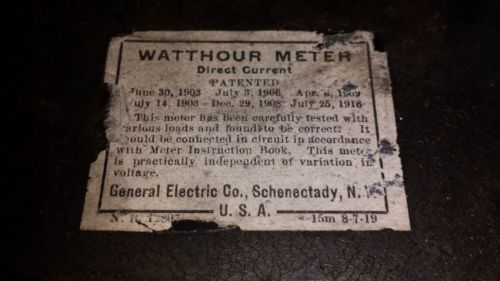 WATTHOUR METER
Direct Current
PATENTED
June 30, 1903 July 3, 1906 Apr. 6, 1909
July 14, 1908 - Dec. 29, 1908 July 25, 1916
This meter has been carefully tested with
various loads and found to be correct. It
should be connected in circuit in accordance
with Meter Instruction Book. This meter
is practically independent of variation in
voltage.
General Electric Co., Schenectady, N. Y.
U. S. A.
N. P. 15m 8-7-19